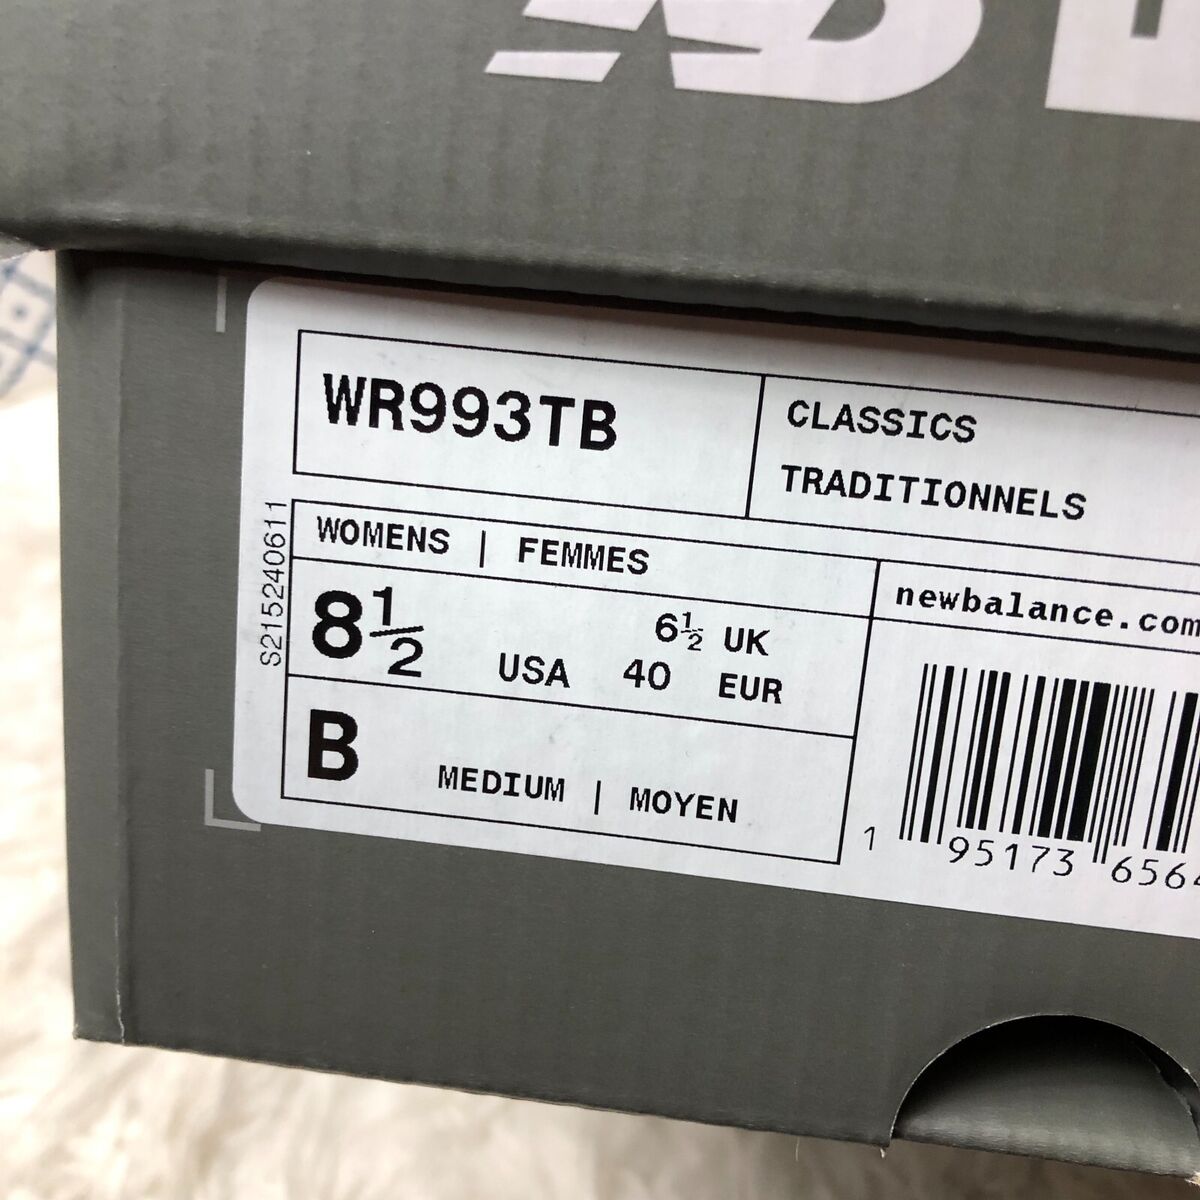 WR993TB
CLASSICS
TRADITIONNELS
S215240611
WOMENS | FEMMES
8½ USA
6½ UK
40 EUR
B MEDIUM | MOYEN
newbalance.com
1 95173